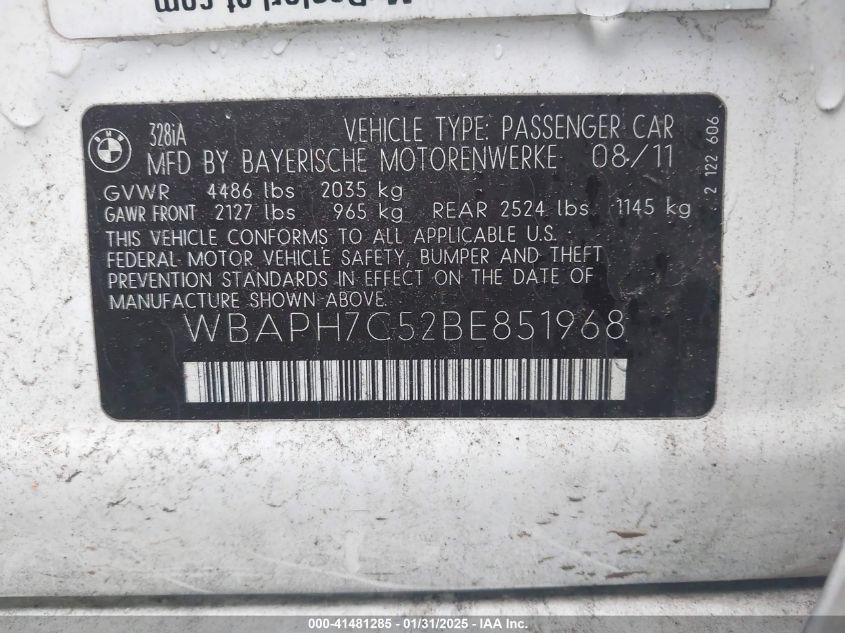 328iA VEHICLE TYPE: PASSENGER CAR
MFD BY BAYERISCHE MOTORENWERKE 08/11
GVWR 4486 lbs 2035 kg
GAWR FRONT 2127 lbs 965 kg REAR 2524 lbs 1145 kg
THIS VEHICLE CONFORMS TO ALL APPLICABLE U.S.
FEDERAL MOTOR VEHICLE SAFETY, BUMPER AND THEFT
PREVENTION STANDARDS IN EFFECT ON THE DATE OF
MANUFACTURE SHOWN ABOVE
WBAPH7C52BE851968
2 122 606
BMW
000-41481285 - 01/31/2025 - IAAI.COM